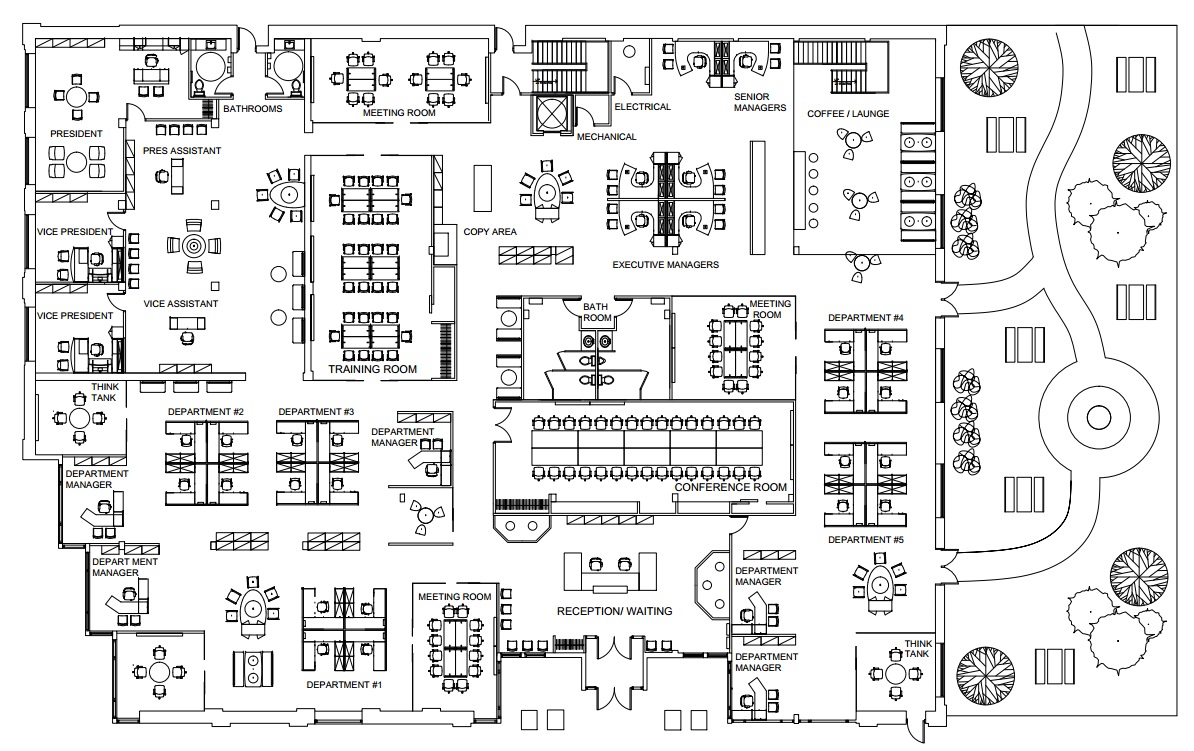 BATHROOMS
MEETING ROOM
ELECTRICAL
MECHANICAL
SENIOR
MANAGERS
COFFEE / LAUNGE
PRESIDENT
PRES ASSISTANT
VICE PRESIDENT
COPY AREA
EXECUTIVE MANAGERS
VICE ASSISTANT
VICE PRESIDENT
BATH
ROOM
MEETING
ROOM
DEPARTMENT #4
TRAINING ROOM
THINK
TANK
DEPARTMENT #2
DEPARTMENT #3
DEPARTMENT
MANAGER
DEPARTMENT
MANAGER
CONFERENCE ROOM
DEPARTMENT #5
DEPART MENT
MANAGER
DEPARTMENT
MANAGER
MEETING ROOM
RECEPTION/ WAITING
THINK
TANK
DEPARTMENT
MANAGER
DEPARTMENT #1